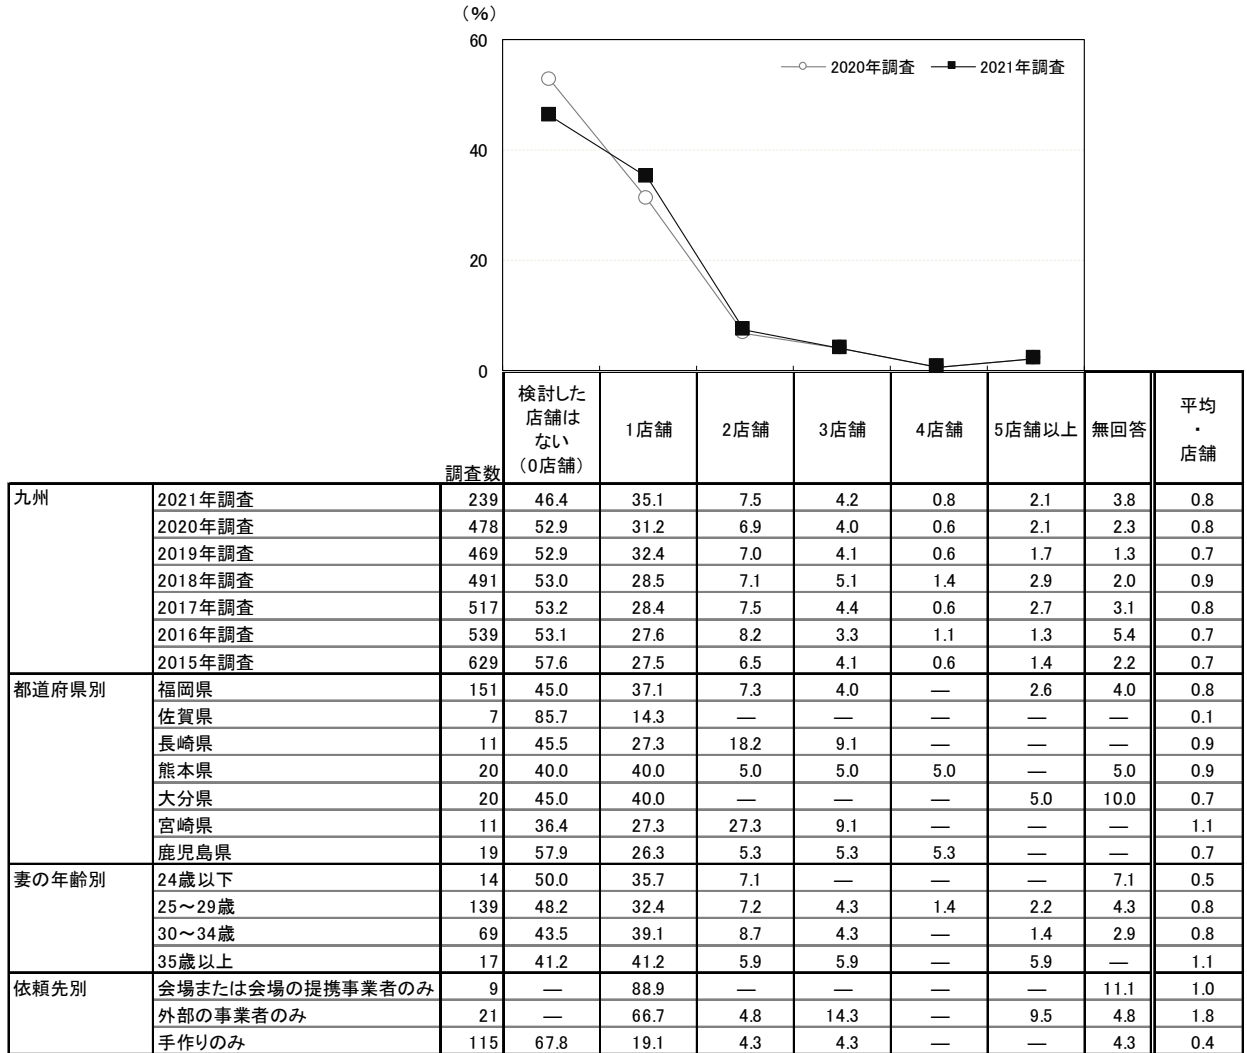 （％）
60
40
20
0
2020年調査 2021年調査
調査数 検討した店舗はない（0店舗） 1店舗 2店舗 3店舗 4店舗 5店舗以上 無回答 平均・店舗
九州 2021年調査 239 46.4 35.1 7.5 4.2 0.8 2.1 3.8 0.8
2020年調査 478 52.9 31.2 6.9 4.0 0.6 2.1 2.3 0.8
2019年調査 469 52.9 32.4 7.0 4.1 0.6 1.7 1.3 0.7
2018年調査 491 53.0 28.5 7.1 5.1 1.4 2.9 2.0 0.9
2017年調査 517 53.2 28.4 7.5 4.4 0.6 2.7 3.1 0.8
2016年調査 539 53.1 27.6 8.2 3.3 1.1 1.3 5.4 0.7
2015年調査 629 57.6 27.5 6.5 4.1 0.6 1.4 2.2 0.7
都道府県別 福岡県 151 45.0 37.1 7.3 4.0 ― 2.6 4.0 0.8
佐賀県 7 85.7 14.3 ― ― ― ― ― 0.1
長崎県 11 45.5 27.3 18.2 9.1 ― ― ― 0.9
熊本県 20 40.0 40.0 5.0 5.0 5.0 ― 5.0 0.9
大分県 20 45.0 40.0 ― ― ― 5.0 10.0 0.7
宮崎県 11 36.4 27.3 27.3 9.1 ― ― ― 1.1
鹿児島県 19 57.9 26.3 5.3 5.3 5.3 ― ― 0.7
妻の年齢別 24歳以下 14 50.0 35.7 7.1 ― ― ― 7.1 0.5
25～29歳 139 48.2 32.4 7.2 4.3 1.4 2.2 4.3 0.8
30～34歳 69 43.5 39.1 8.7 4.3 ― 1.4 2.9 0.8
35歳以上 17 41.2 41.2 5.9 5.9 ― 5.9 ― 1.1
依頼先別 会場または会場の提携事業者のみ 9 ― 88.9 ― ― ― ― 11.1 1.0
外部の事業者のみ 21 ― 66.7 4.8 14.3 ― 9.5 4.8 1.8
手作りのみ 115 67.8 19.1 4.3 4.3 ― ― 4.3 0.4